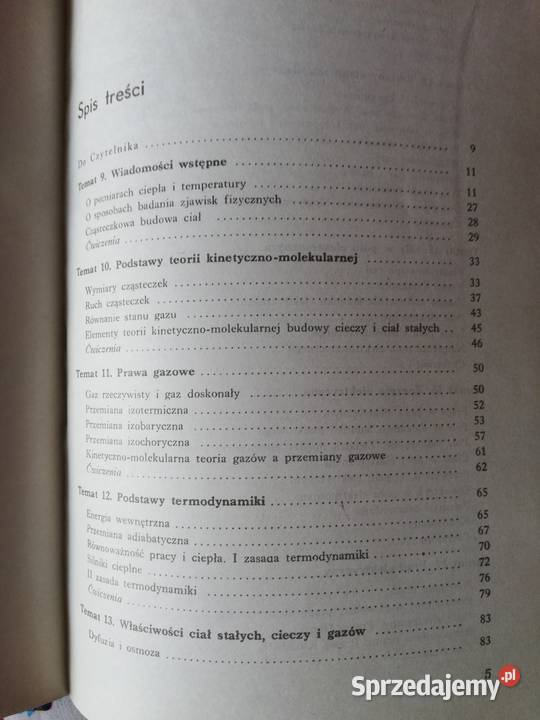 Spis treści
Do Czytelnika 9
Temat 9. Wiadomości wstępne 11
O pomiarach ciepła i temperatury 11
O sposobach badania zjawisk fizycznych 27
Cząsteczkowa budowa ciał 28
Ćwiczenia 29
Temat 10. Podstawy teorii kinetyczno-molekularnej 33
Wymiary cząsteczek 33
Ruch cząsteczek 37
Równanie stanu gazu 43
Elementy teorii kinetyczno-molekularnej budowy cieczy i ciał stałych 45
Ćwiczenia 46
Temat 11. Prawa gazowe 50
Gaz rzeczywisty i gaz doskonały 50
Przemiana izotermiczna 52
Przemiana izobaryczna 53
Przemiana izochoryczna 57
Kinetyczno-molekularna teoria gazów a przemiany gazowe 61
Ćwiczenia 62
Temat 12. Podstawy termodynamiki 65
Energia wewnętrzna 65
Przemiana adiabatyczna 67
Równoważność pracy i ciepła. I zasada termodynamiki 70
Silniki cieplne 72
II zasada termodynamiki 76
Ćwiczenia 79
Temat 13. Właściwości ciał stałych, cieczy i gazów 83
Dyfuzja i osmoza 83
5
Sprzedajemy.pl